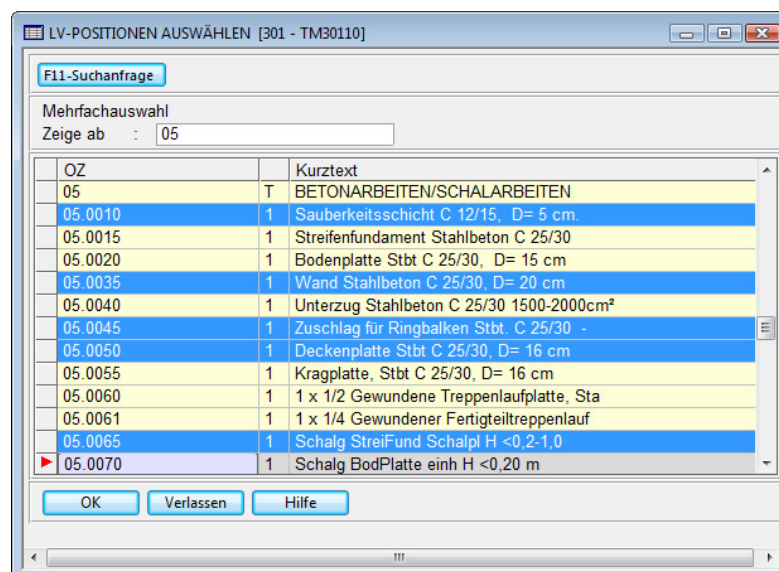 LV-POSITIONEN AUSWÄHLEN [301 - TM30110]
F11-Suchanfrage
Mehrfachauswahl
Zeige ab : 05
OZ Kurztext
05 T BETONARBEITEN/SCHALARBEITEN
05.0010 1 Sauberkeitsschicht C 12/15, D= 5 cm.
05.0015 1 Streifenfundament Stahlbeton C 25/30
05.0020 1 Bodenplatte Stbt C 25/30, D= 15 cm
05.0035 1 Wand Stahlbeton C 25/30, D= 20 cm
05.0040 1 Unterzug Stahlbeton C 25/30 1500-2000cm²
05.0045 1 Zuschlag für Ringbalken Stbt. C 25/30 -
05.0050 1 Deckenplatte Stbt C 25/30, D= 16 cm
05.0055 1 Kragplatte, Stbt C 25/30, D= 16 cm
05.0060 1 1 x 1/2 Gewundene Treppenlaufplatte, Sta
05.0061 1 1 x 1/4 Gewundener Fertigteiltreppenlauf
05.0065 1 Schalg StreiFund Schalpl H <0,2-1,0
05.0070 1 Schalg BodPlatte einh H <0,20 m
OK Verlassen Hilfe